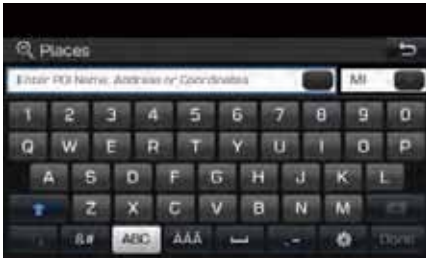 Places
Enter POI Name, Address or Coordinates MI
1 2 3 4 5 6 7 8 9 0
Q W E R T Y U I O P
A S D F G H J K L
Z X C V B N M
&# ABC ÀÁÂ .- Done